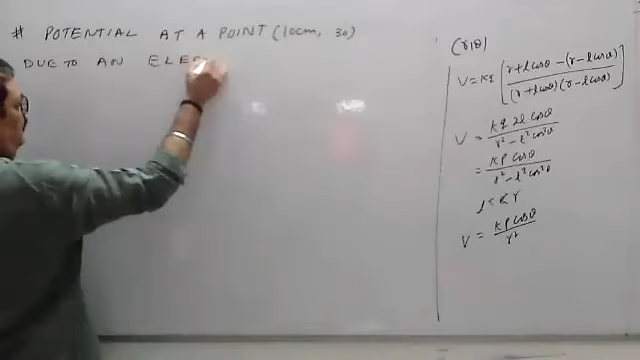 # POTENTIAL AT A POINT (10cm, 30)
DUE TO AN ELEC
(r,θ)
V = Kq [ (r + l cosθ - (r - l cosθ)) / ((r + l cosθ)(r - l cosθ)) ]
V = Kq 2l cosθ / (r² - l² cos²θ)
= KP cosθ / (r² - l² cos²θ)
l << r
V = KP cosθ / r²